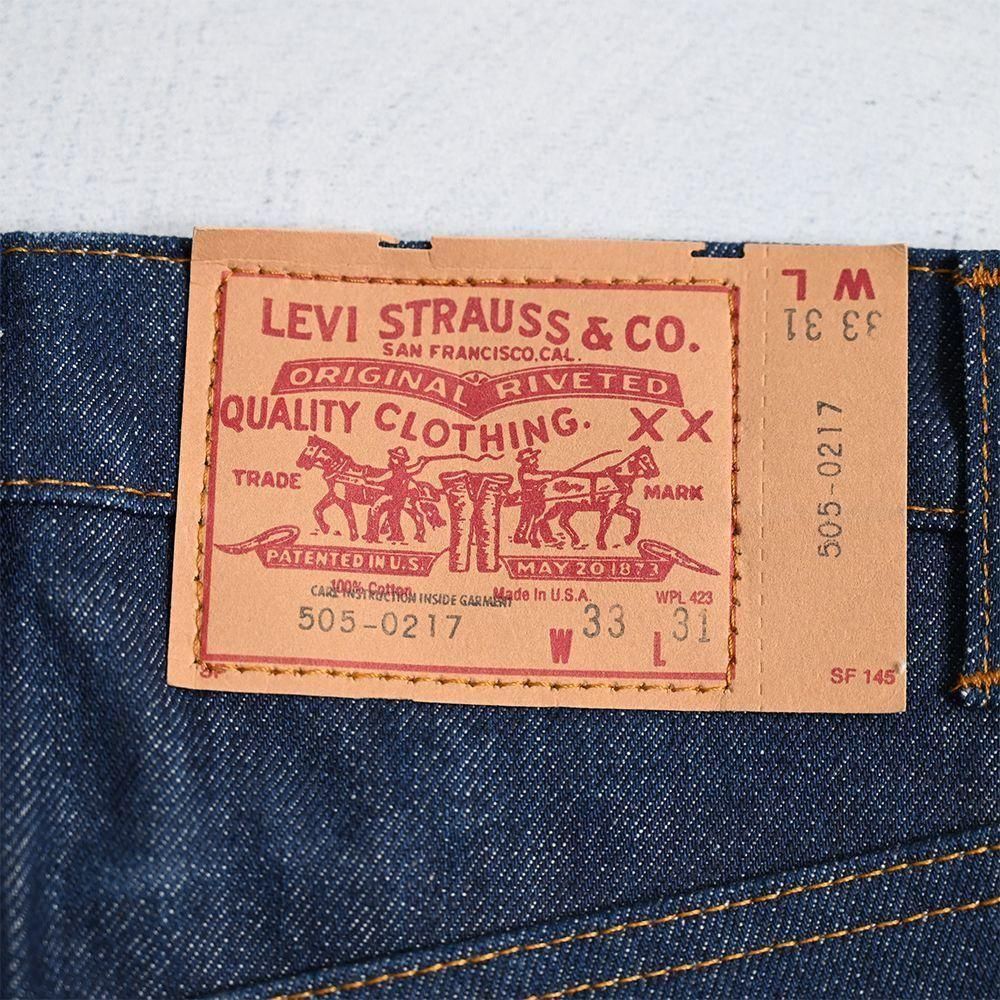 LEVI STRAUSS & CO.
SAN FRANCISCO, CAL.
ORIGINAL RIVETED
QUALITY CLOTHING. XX
TRADE MARK
PATENTED IN U.S. MAY 20 1873
100% Cotton Made in U.S.A. WPL 423
CARE INSTRUCTION INSIDE GARMENT
505-0217 W 33 L 31
SF
W L
33 31
505-0217
SF 145